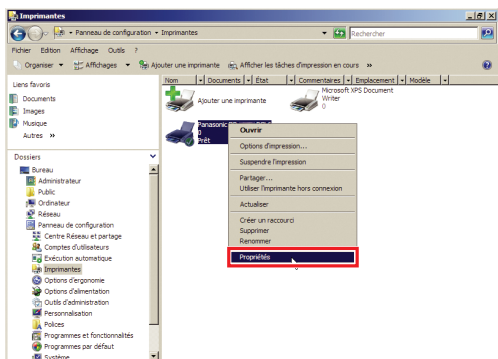 Imprimantes
Panneau de configuration Imprimantes
Rechercher
Fichier Edition Affichage Outils ?
Organiser Affichages Ajouter une imprimante Afficher les tâches d'impression en cours »
Liens favoris
Documents
Images
Musique
Autres »
Dossiers
Bureau
Administrateur
Public
Ordinateur
Réseau
Panneau de configuration
Centre Réseau et partage
Comptes d'utilisateurs
Exécution automatique
Imprimantes
Options d'ergonomie
Options d'alimentation
Outils d'administration
Personnalisation
Polices
Programmes et fonctionnalités
Programmes par défaut
Système
Nom Documents État Commentaires Emplacement Modèle
Ajouter une imprimante
Microsoft XPS Document
Writer
0
Panasonic
0
Prêt
Ouvrir
Options d'impression...
Suspendre l'impression
Partager...
Utiliser l'imprimante hors connexion
Actualiser
Créer un raccourci
Supprimer
Renommer
Propriétés